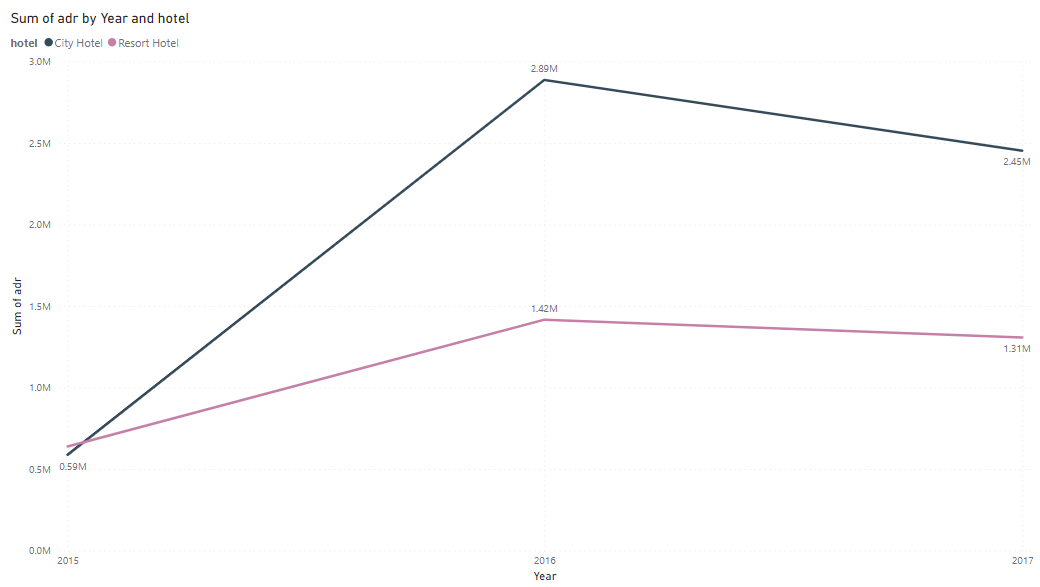 Sum of adr by Year and hotel
hotel City Hotel Resort Hotel
3.0M
2.89M
2.5M
2.45M
2.0M
1.5M
1.42M
1.31M
Sum of adr
1.0M
0.5M
0.59M
0.0M
2015 2016 2017
Year